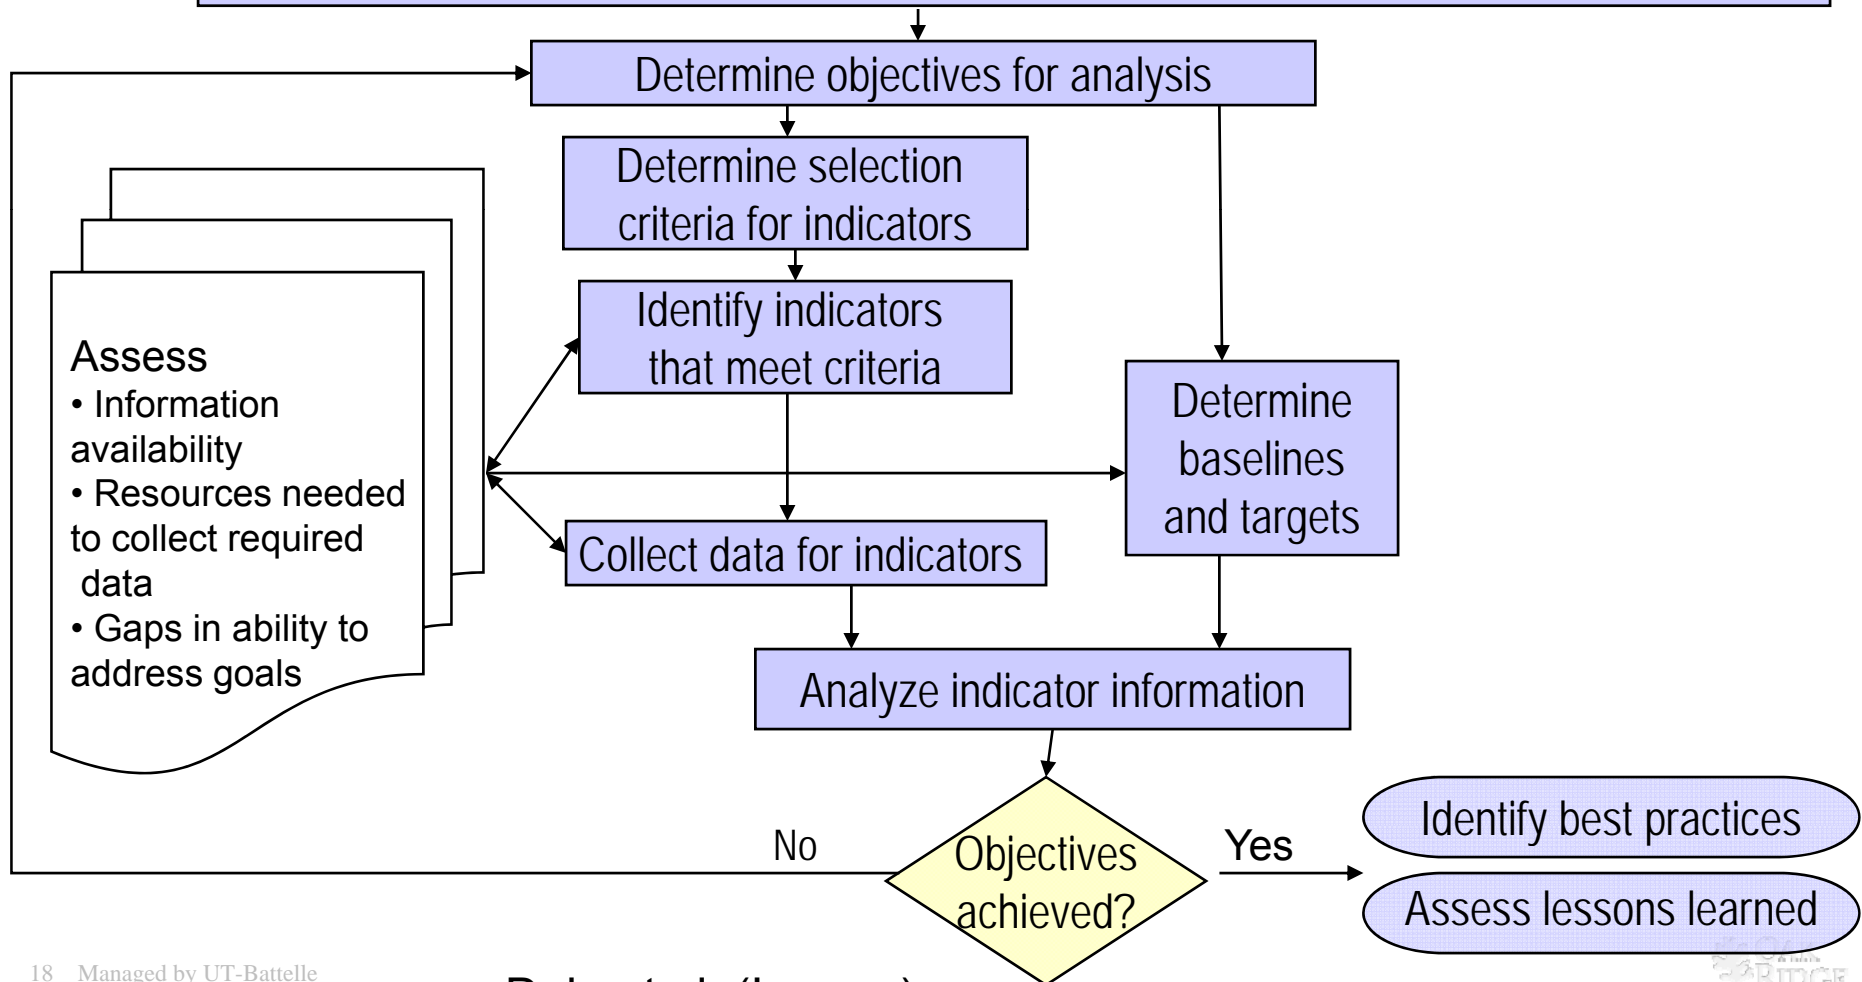 Determine objectives for analysis
Determine selection
criteria for indicators
Identify indicators
that meet criteria
Assess
• Information
availability
• Resources needed
to collect required
data
• Gaps in ability to
address goals
Determine
baselines
and targets
Collect data for indicators
Analyze indicator information
No
Objectives
achieved?
Yes
Identify best practices
Assess lessons learned
18 Managed by UT-Battelle
OAK
RIDGE